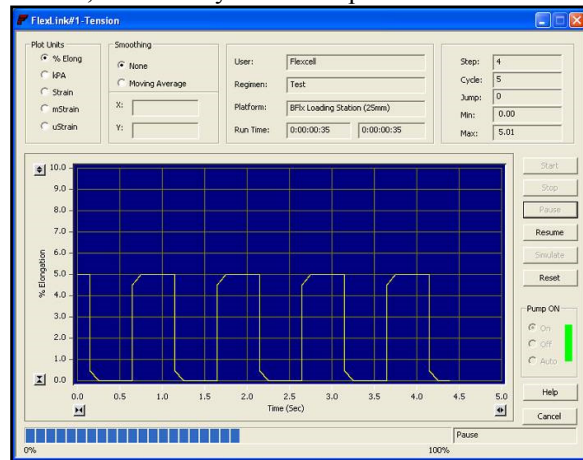 FlexLink#1-Tension
Plot Units
% Elong
kPA
Strain
mStrain
uStrain
Smoothing
None
Moving Average
X:
Y:
User: Flexcell
Regimen: Test
Platform: BFlx Loading Station (25mm)
Run Time: 0:00:00:35 0:00:00:35
Step: 4
Cycle: 5
Jump: 0
Min: 0.00
Max: 5.01
% Elongation
10.0
9.0
8.0
7.0
6.0
5.0
4.0
3.0
2.0
1.0
0.0
0.0 0.5 1.0 1.5 2.0 2.5 3.0 3.5 4.0 4.5 5.0
Time (Sec)
Start
Stop
Pause
Resume
Simulate
Reset
Pump ON
On
Off
Auto
Help
Cancel
Pause
0% 100%